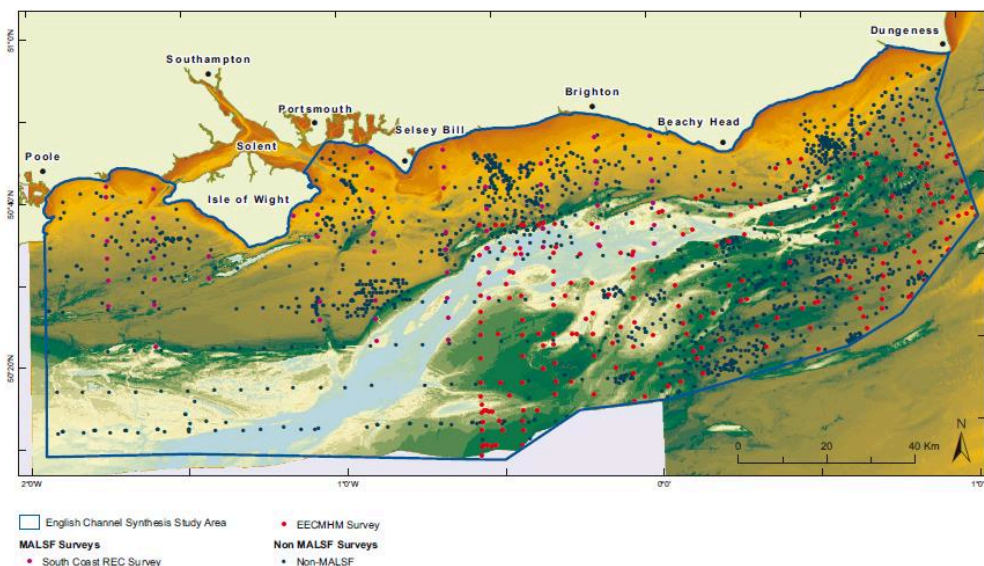 Dungeness
Southampton
Portsmouth
Brighton
Selsey Bill
Beachy Head
Solent
Poole
Isle of Wight
51°0'N
50°40'N
50°20'N
N
0 20 40 Km
2°0'W 1°0'W 0°0' 1°0'
English Channel Synthesis Study Area
EECMHM Survey
MALSF Surveys
Non MALSF Surveys
South Coast REC Survey
Non-MALSF